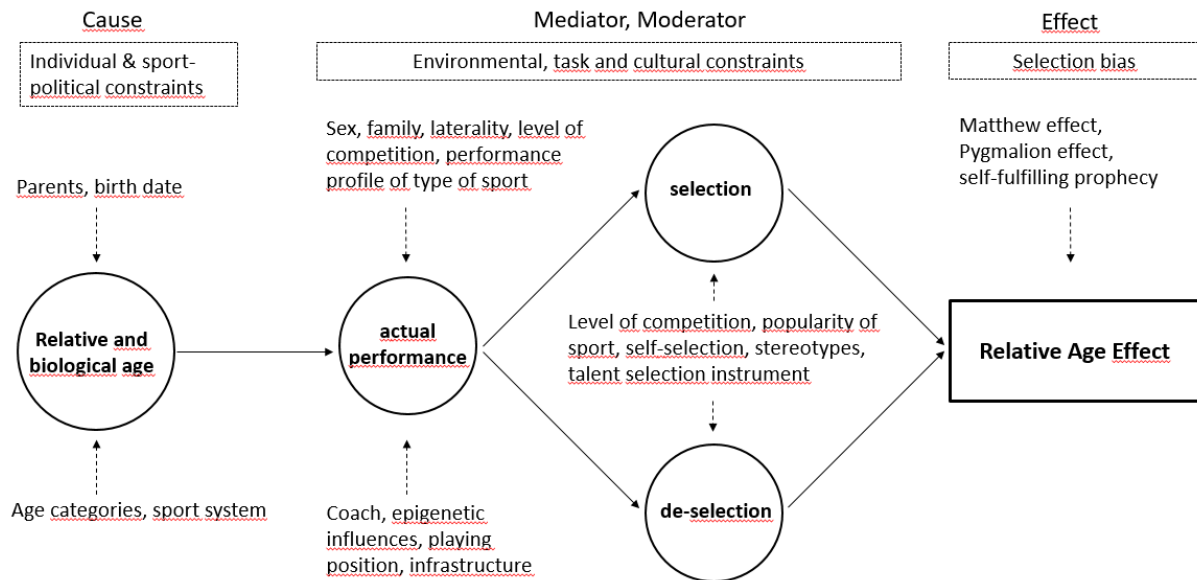 Cause
Mediator, Moderator
Effect
Individual & sport-
political constraints
Environmental, task and cultural constraints
Selection bias
Sex, family, laterality, level of
competition, performance
profile of type of sport
Matthew effect,
Pygmalion effect,
self-fulfilling prophecy
Parents, birth date
selection
Relative and
biological age
actual
performance
Level of competition, popularity of
sport, self-selection, stereotypes,
talent selection instrument
Relative Age Effect
Age categories, sport system
Coach, epigenetic
influences, playing
position, infrastructure
de-selection